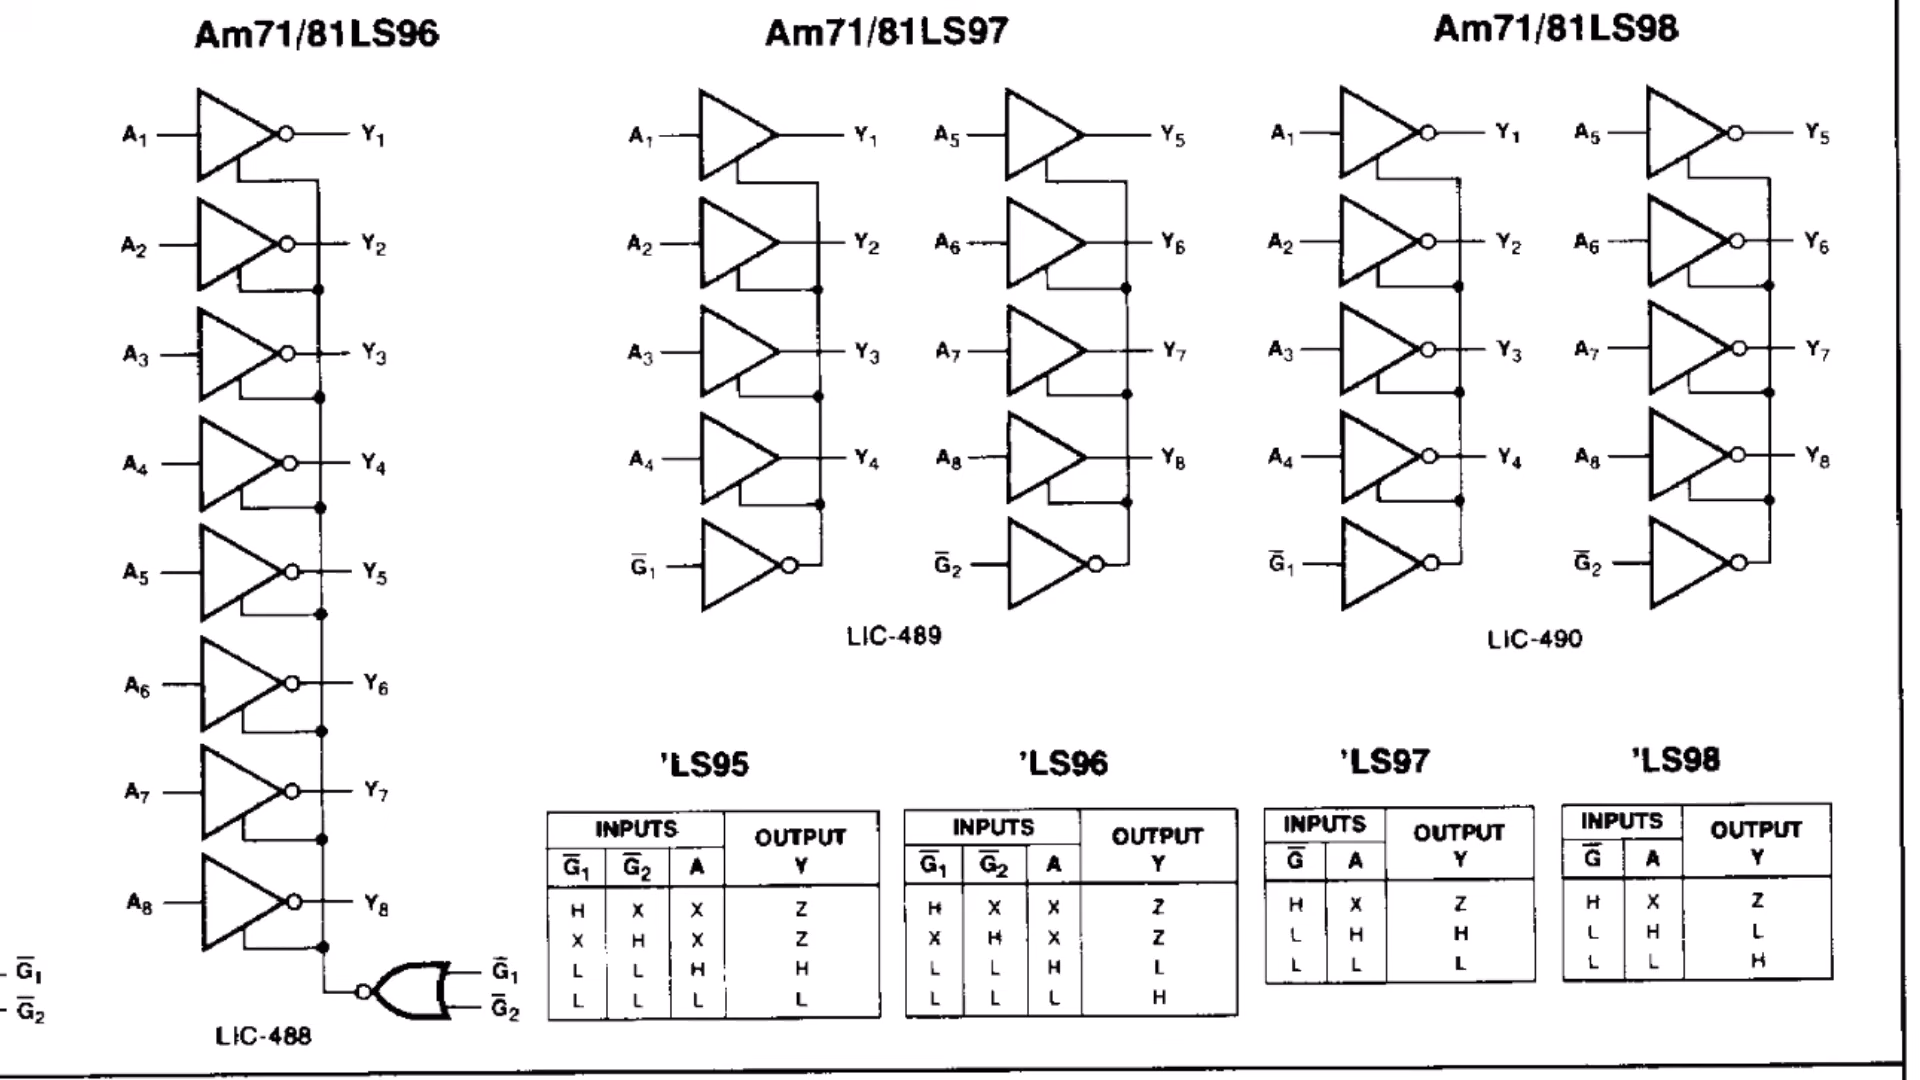 Am71/81LS96
Am71/81LS97
Am71/81LS98
A1 Y1
A2 Y2
A3 Y3
A4 Y4
A5 Y5
A6 Y6
A7 Y7
A8 Y8
G̅1
G̅2
G̅1
G̅2
LIC-488
A1 Y1 A5 Y5
A2 Y2 A6 Y6
A3 Y3 A7 Y7
A4 Y4 A8 Y8
G̅1 G̅2
LIC-489
A1 Y1 A5 Y5
A2 Y2 A6 Y6
A3 Y3 A7 Y7
A4 Y4 A8 Y8
G̅1 G̅2
LIC-490
'LS95
INPUTS OUTPUT
G̅1 G̅2 A Y
H X X Z
X H X Z
L L H H
L L L L
'LS96
INPUTS OUTPUT
G̅1 G̅2 A Y
H X X Z
X H X Z
L L H L
L L L H
'LS97
INPUTS OUTPUT
G̅ A Y
H X Z
L H H
L L L
'LS98
INPUTS OUTPUT
G̅ A Y
H X Z
L H L
L L H